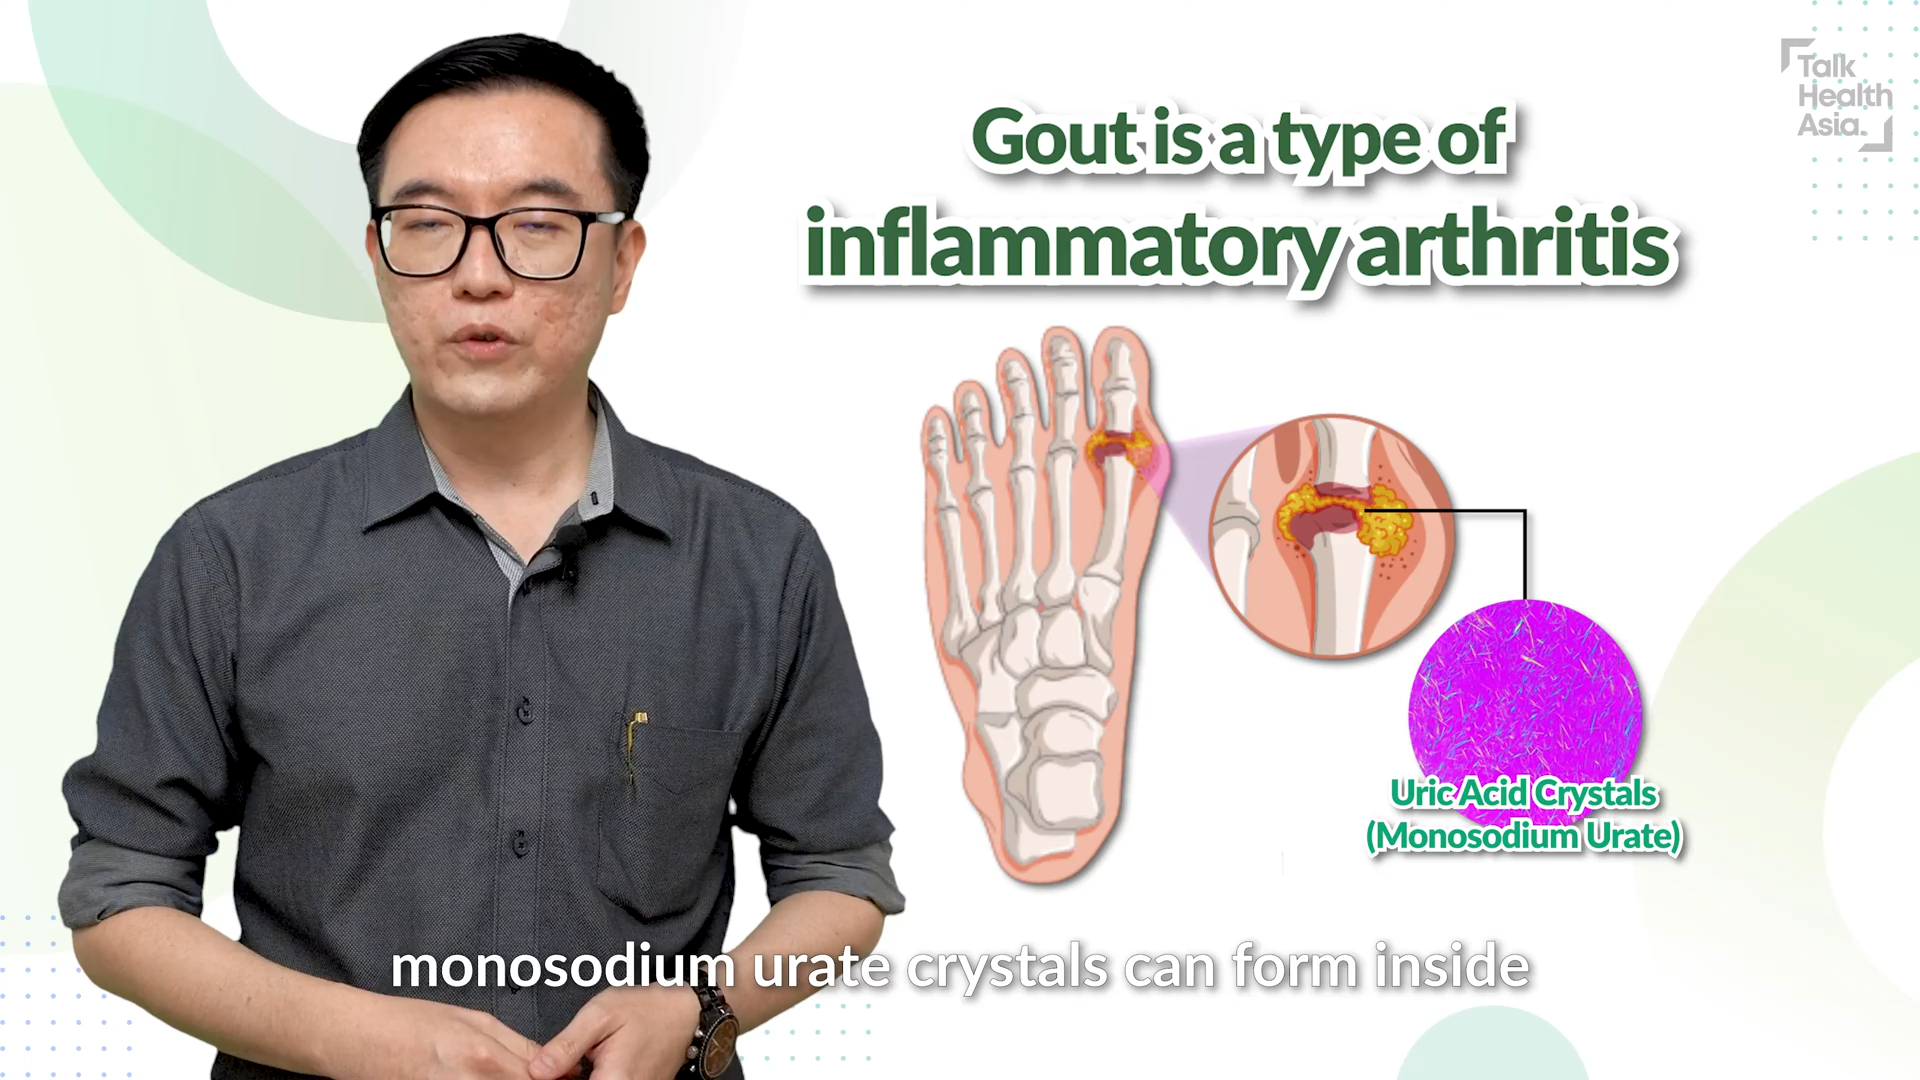 Talk
Health
Asia.
Gout is a type of
inflammatory arthritis
Uric Acid Crystals
(Monosodium Urate)
monosodium urate crystals can form inside